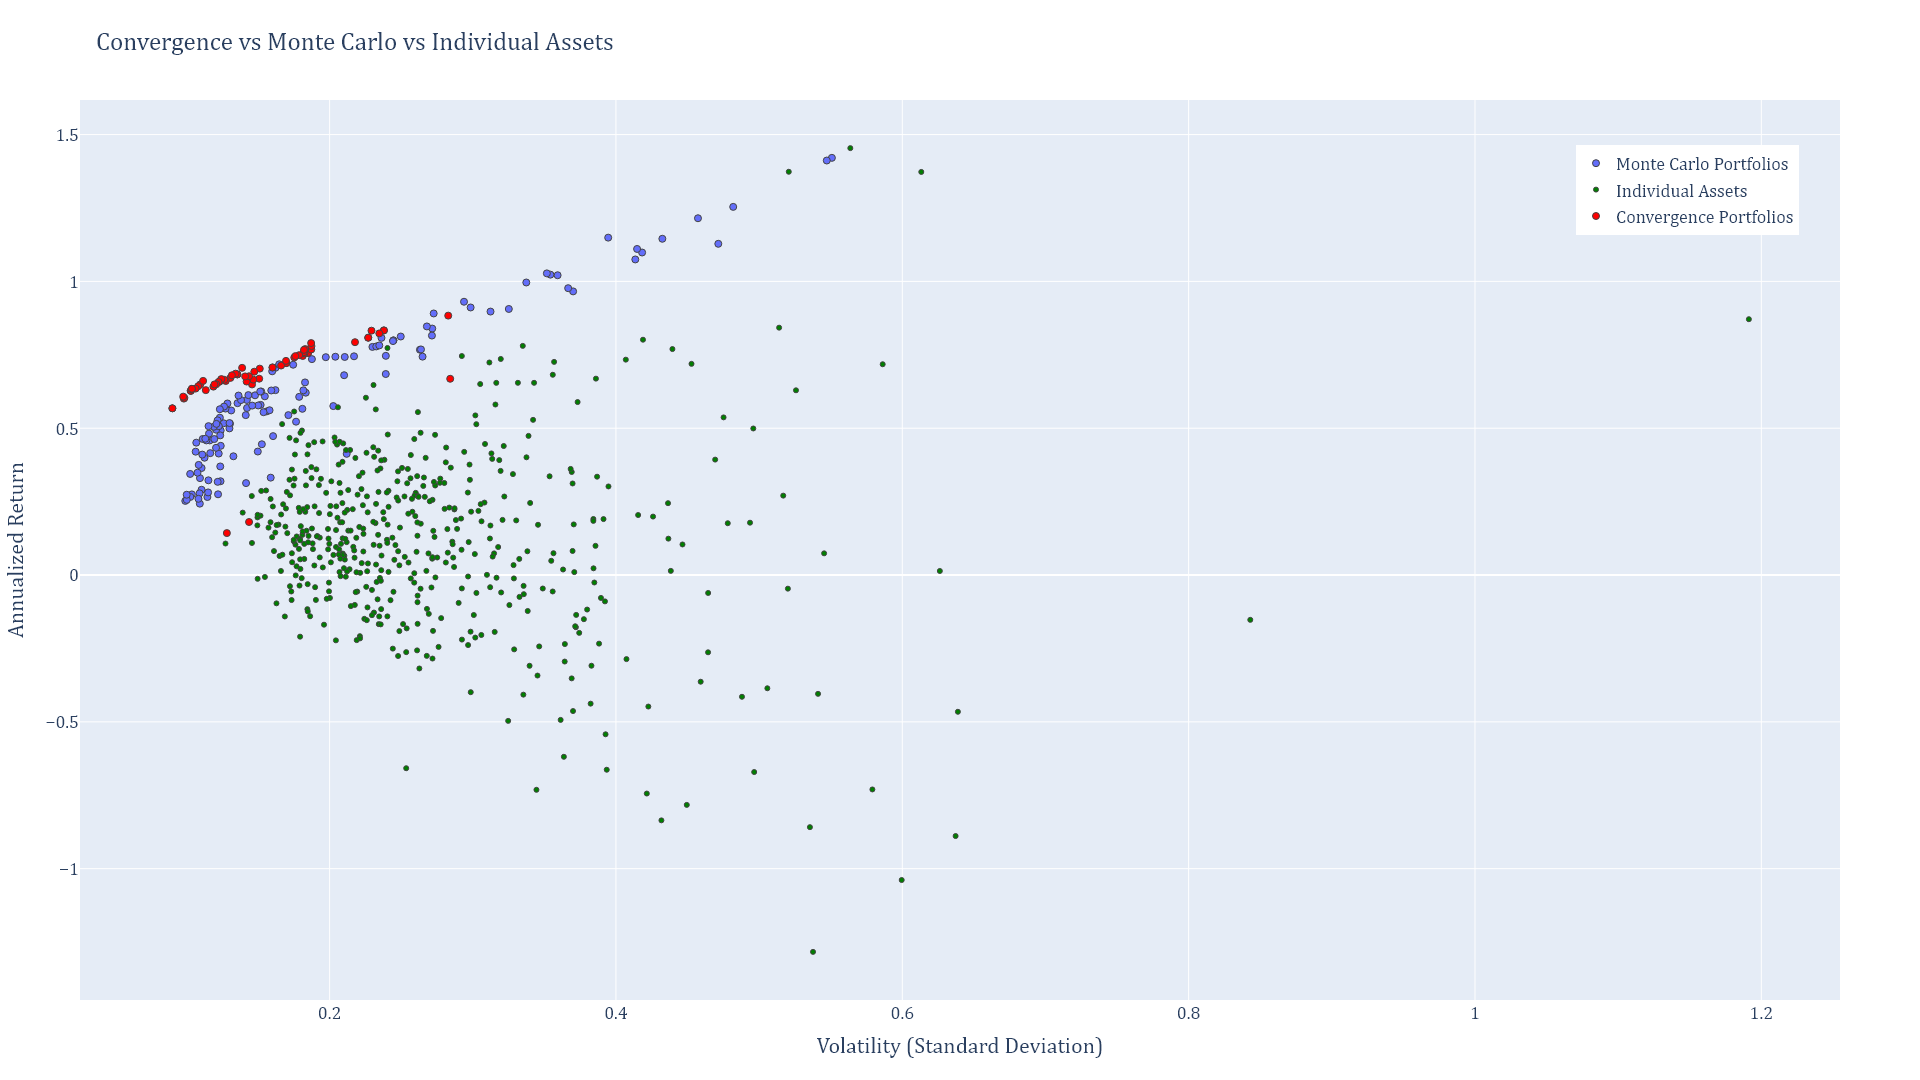 Convergence vs Monte Carlo vs Individual Assets
Monte Carlo Portfolios
Individual Assets
Convergence Portfolios
Annualized Return
1.5
1
0.5
0
−0.5
−1
0.2
0.4
0.6
0.8
1
1.2
Volatility (Standard Deviation)